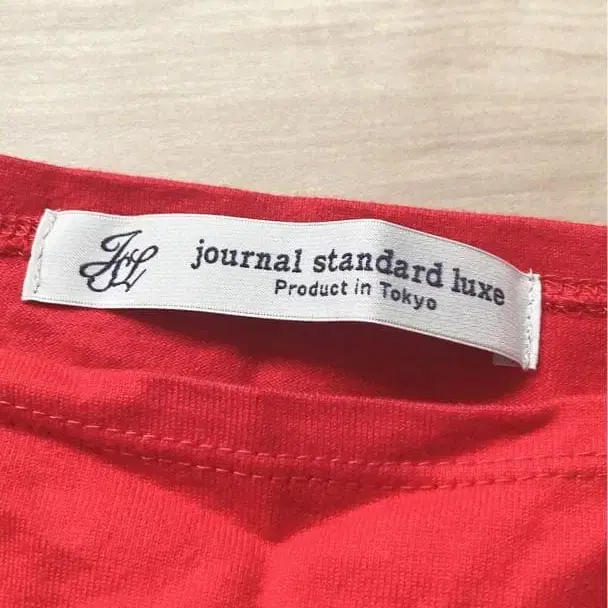 JSL
journal standard luxe
Product in Tokyo